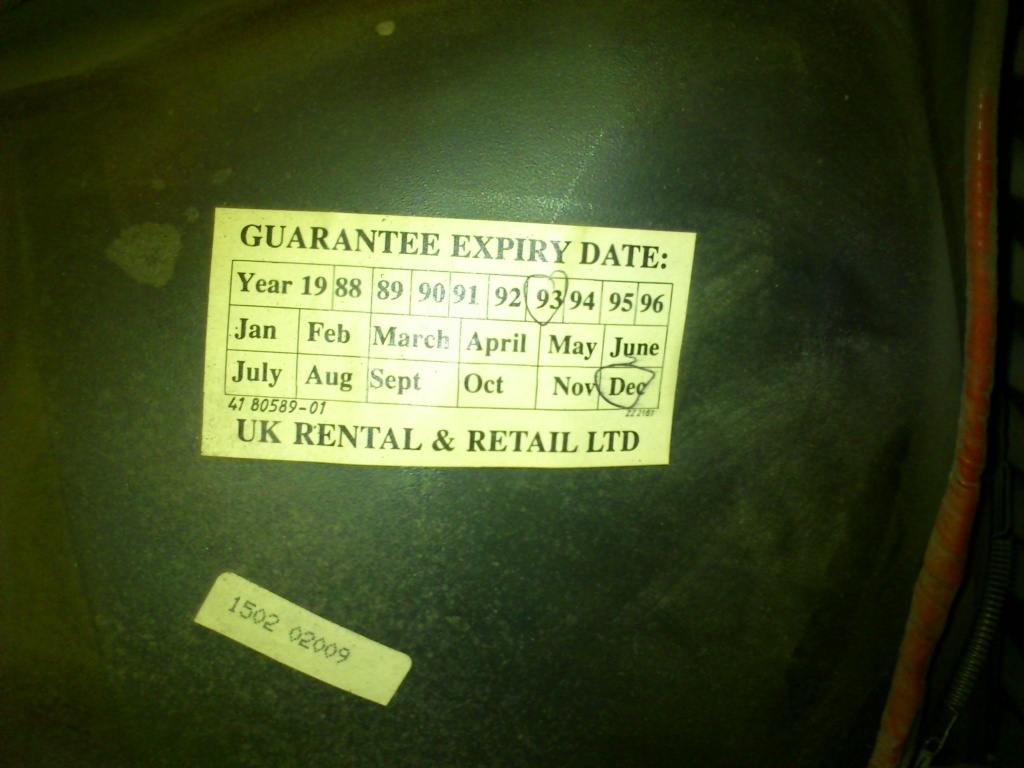 GUARANTEE EXPIRY DATE:
Year 19 88 89 90 91 92 93 94 95 96
Jan Feb March April May June
July Aug Sept Oct Nov Dec
41 80589-01
UK RENTAL & RETAIL LTD
1502 02009